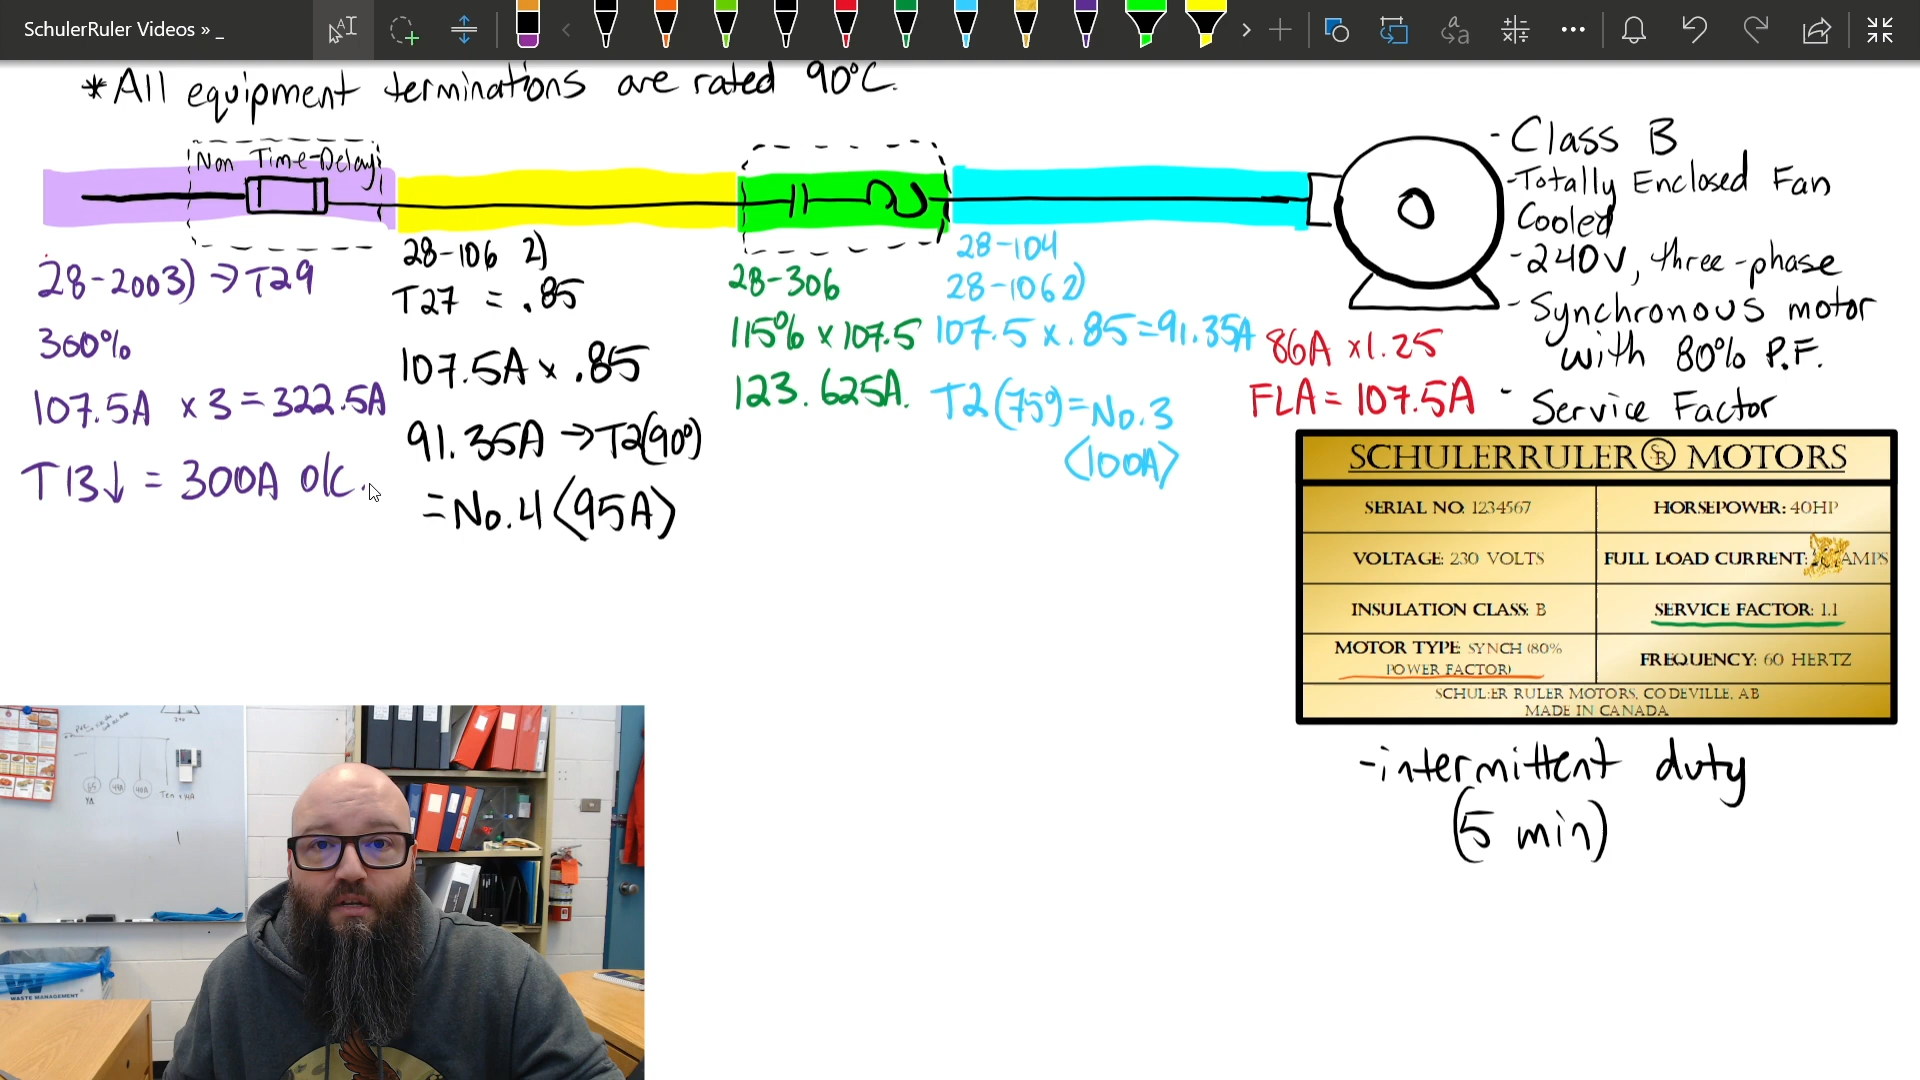 SchulerRuler Videos » _
*All equipment terminations are rated 90°C.
Non Time-Delay
28-2003) → T29
300%
107.5A x 3 = 322.5A
T13↓ = 300A o/c.
28-106 2)
T27 = .85
107.5A x .85
91.35A → T2(90°)
= No. 4 (95A)
28-306
115% x 107.5
123.625A.
28-104
28-106 2)
107.5 x .85 = 91.35A
T2 (75°) = No. 3
(100A)
86A x 1.25
FLA = 107.5A
- Class B
- Totally Enclosed Fan
Cooled
- 240V, three-phase
- Synchronous motor
with 80% P.F.
- Service Factor
SCHULERRULER SR MOTORS
SERIAL NO: 1234567
HORSEPOWER: 40HP
VOLTAGE: 230 VOLTS
FULL LOAD CURRENT: AMPS
INSULATION CLASS: B
SERVICE FACTOR: 1.1
MOTOR TYPE SYNCH (80%
POWER FACTOR)
FREQUENCY: 60 HERTZ
SCHULER RULER MOTORS, CODEVILLE, AB
MADE IN CANADA
- intermittent duty
(5 min)
WASTE MANAGEMENT